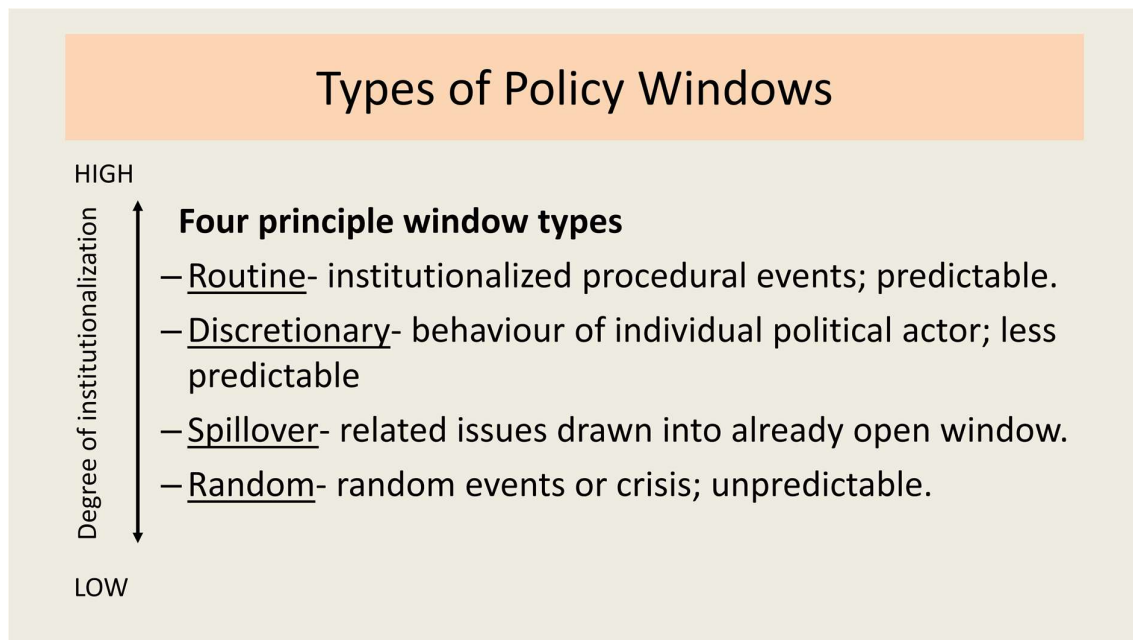 Types of Policy Windows
HIGH
Degree of institutionalization
Four principle window types
– Routine- institutionalized procedural events; predictable.
– Discretionary- behaviour of individual political actor; less
predictable
– Spillover- related issues drawn into already open window.
– Random- random events or crisis; unpredictable.
LOW